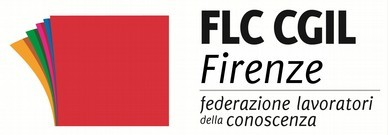 FLC CGIL
Firenze
federazione lavoratori
della conoscenza